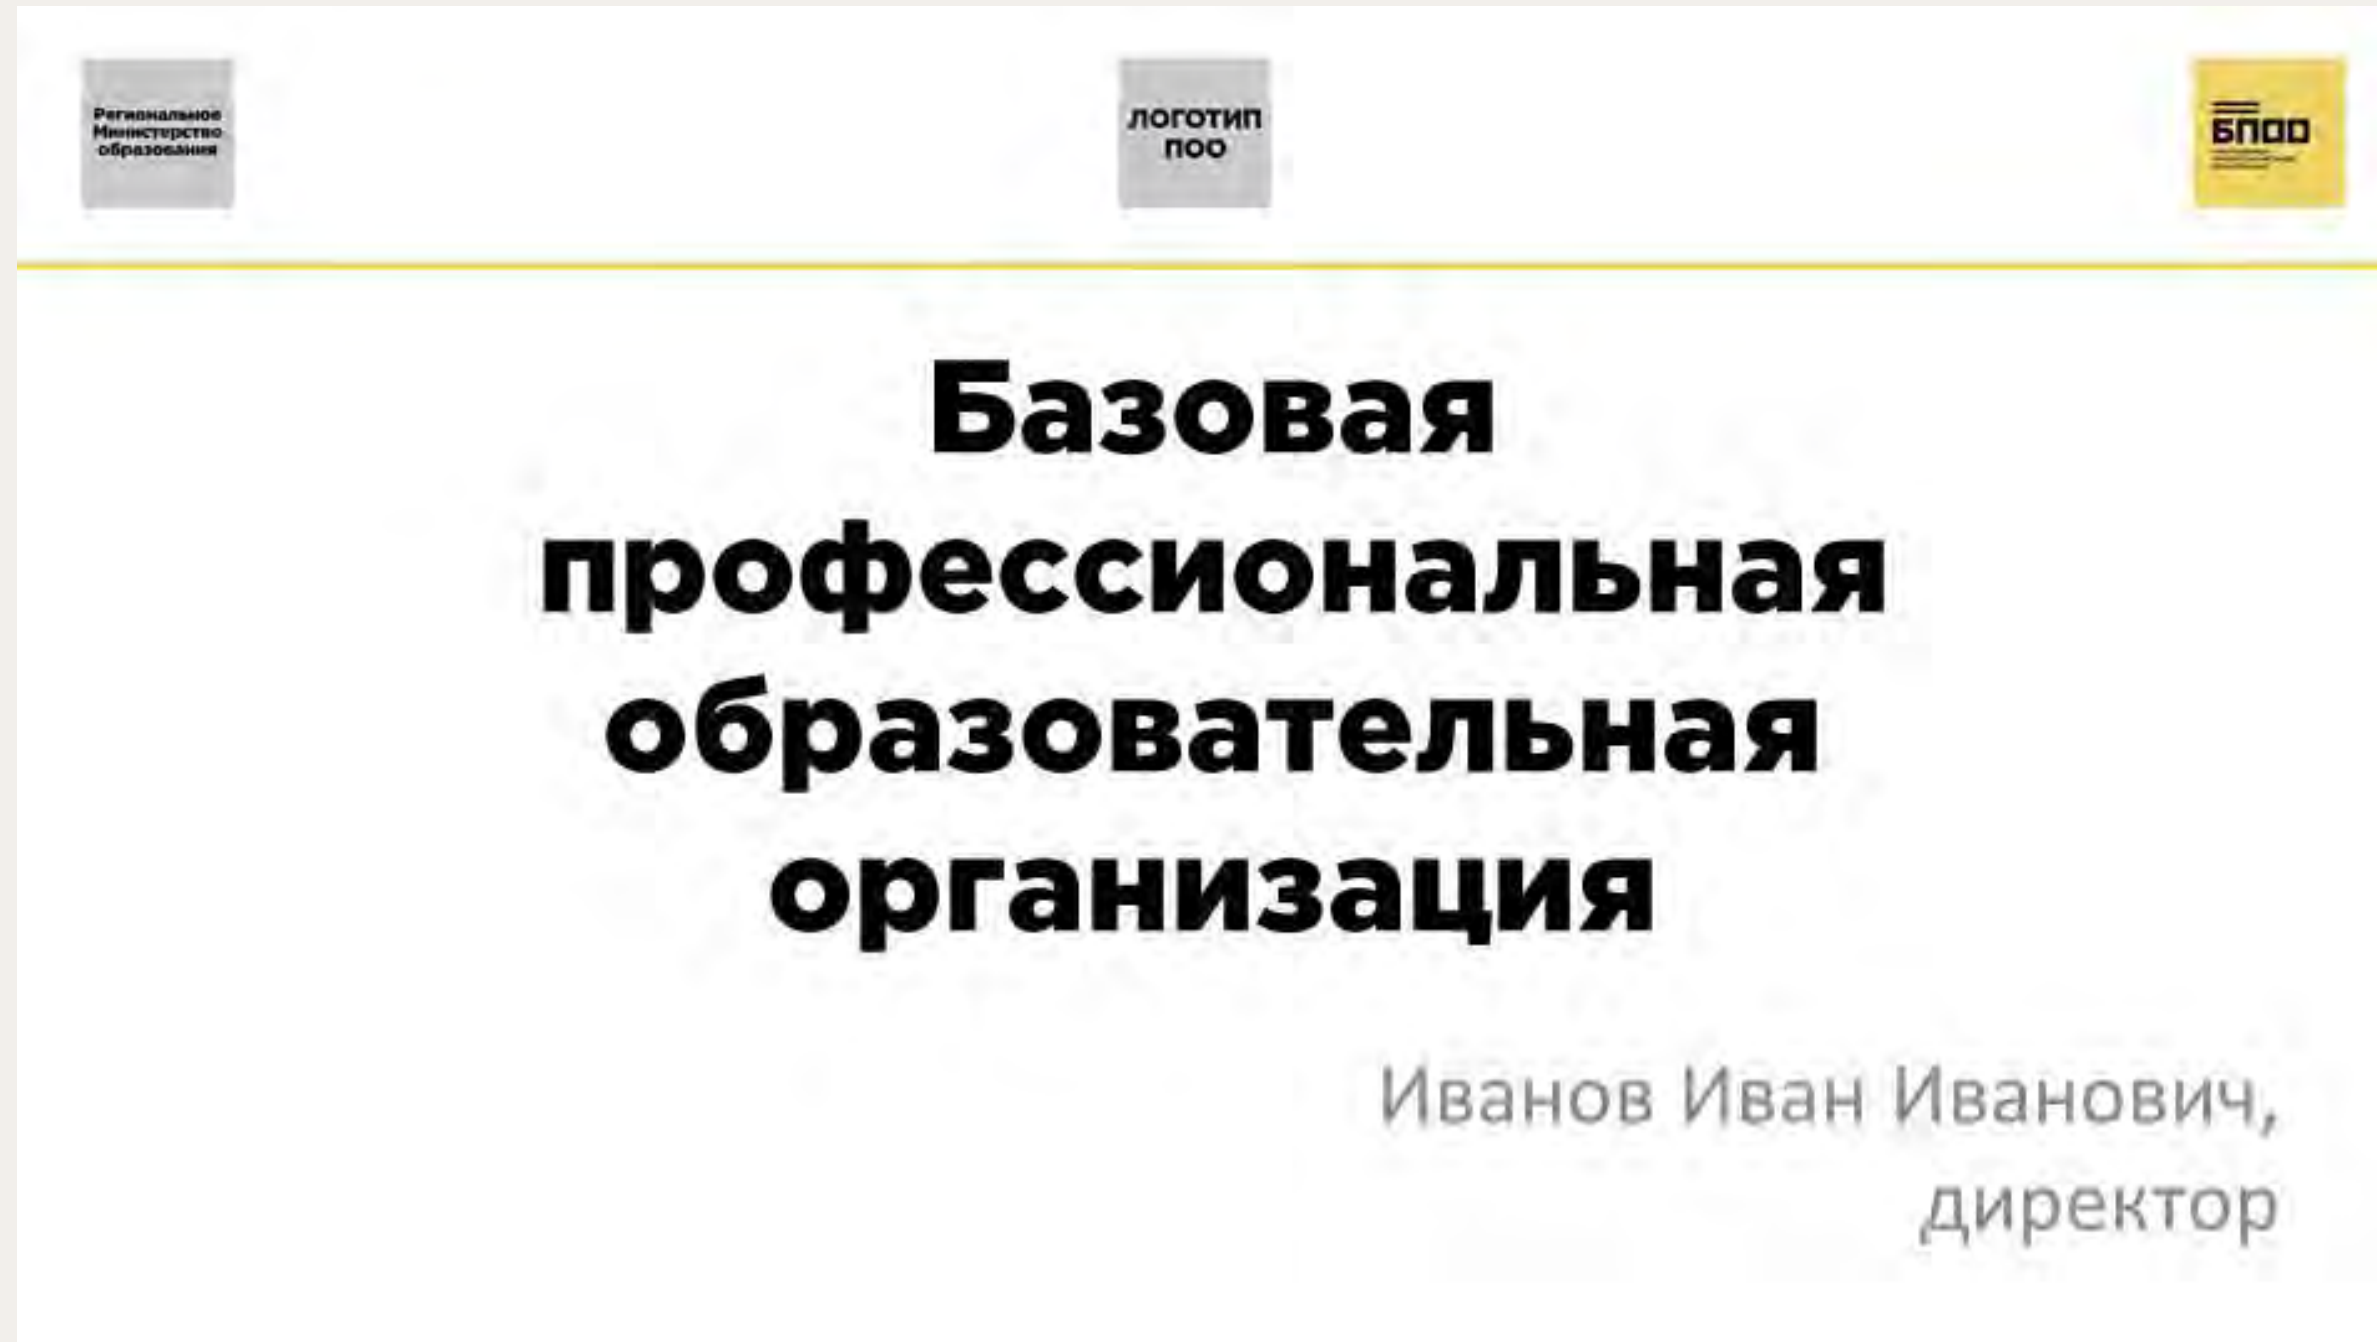 Региональное
Министерство
образования
ЛОГОТИП
ПОО
БПОО
Базовая
профессиональная
образовательная
организация
Иванов Иван Иванович,
директор